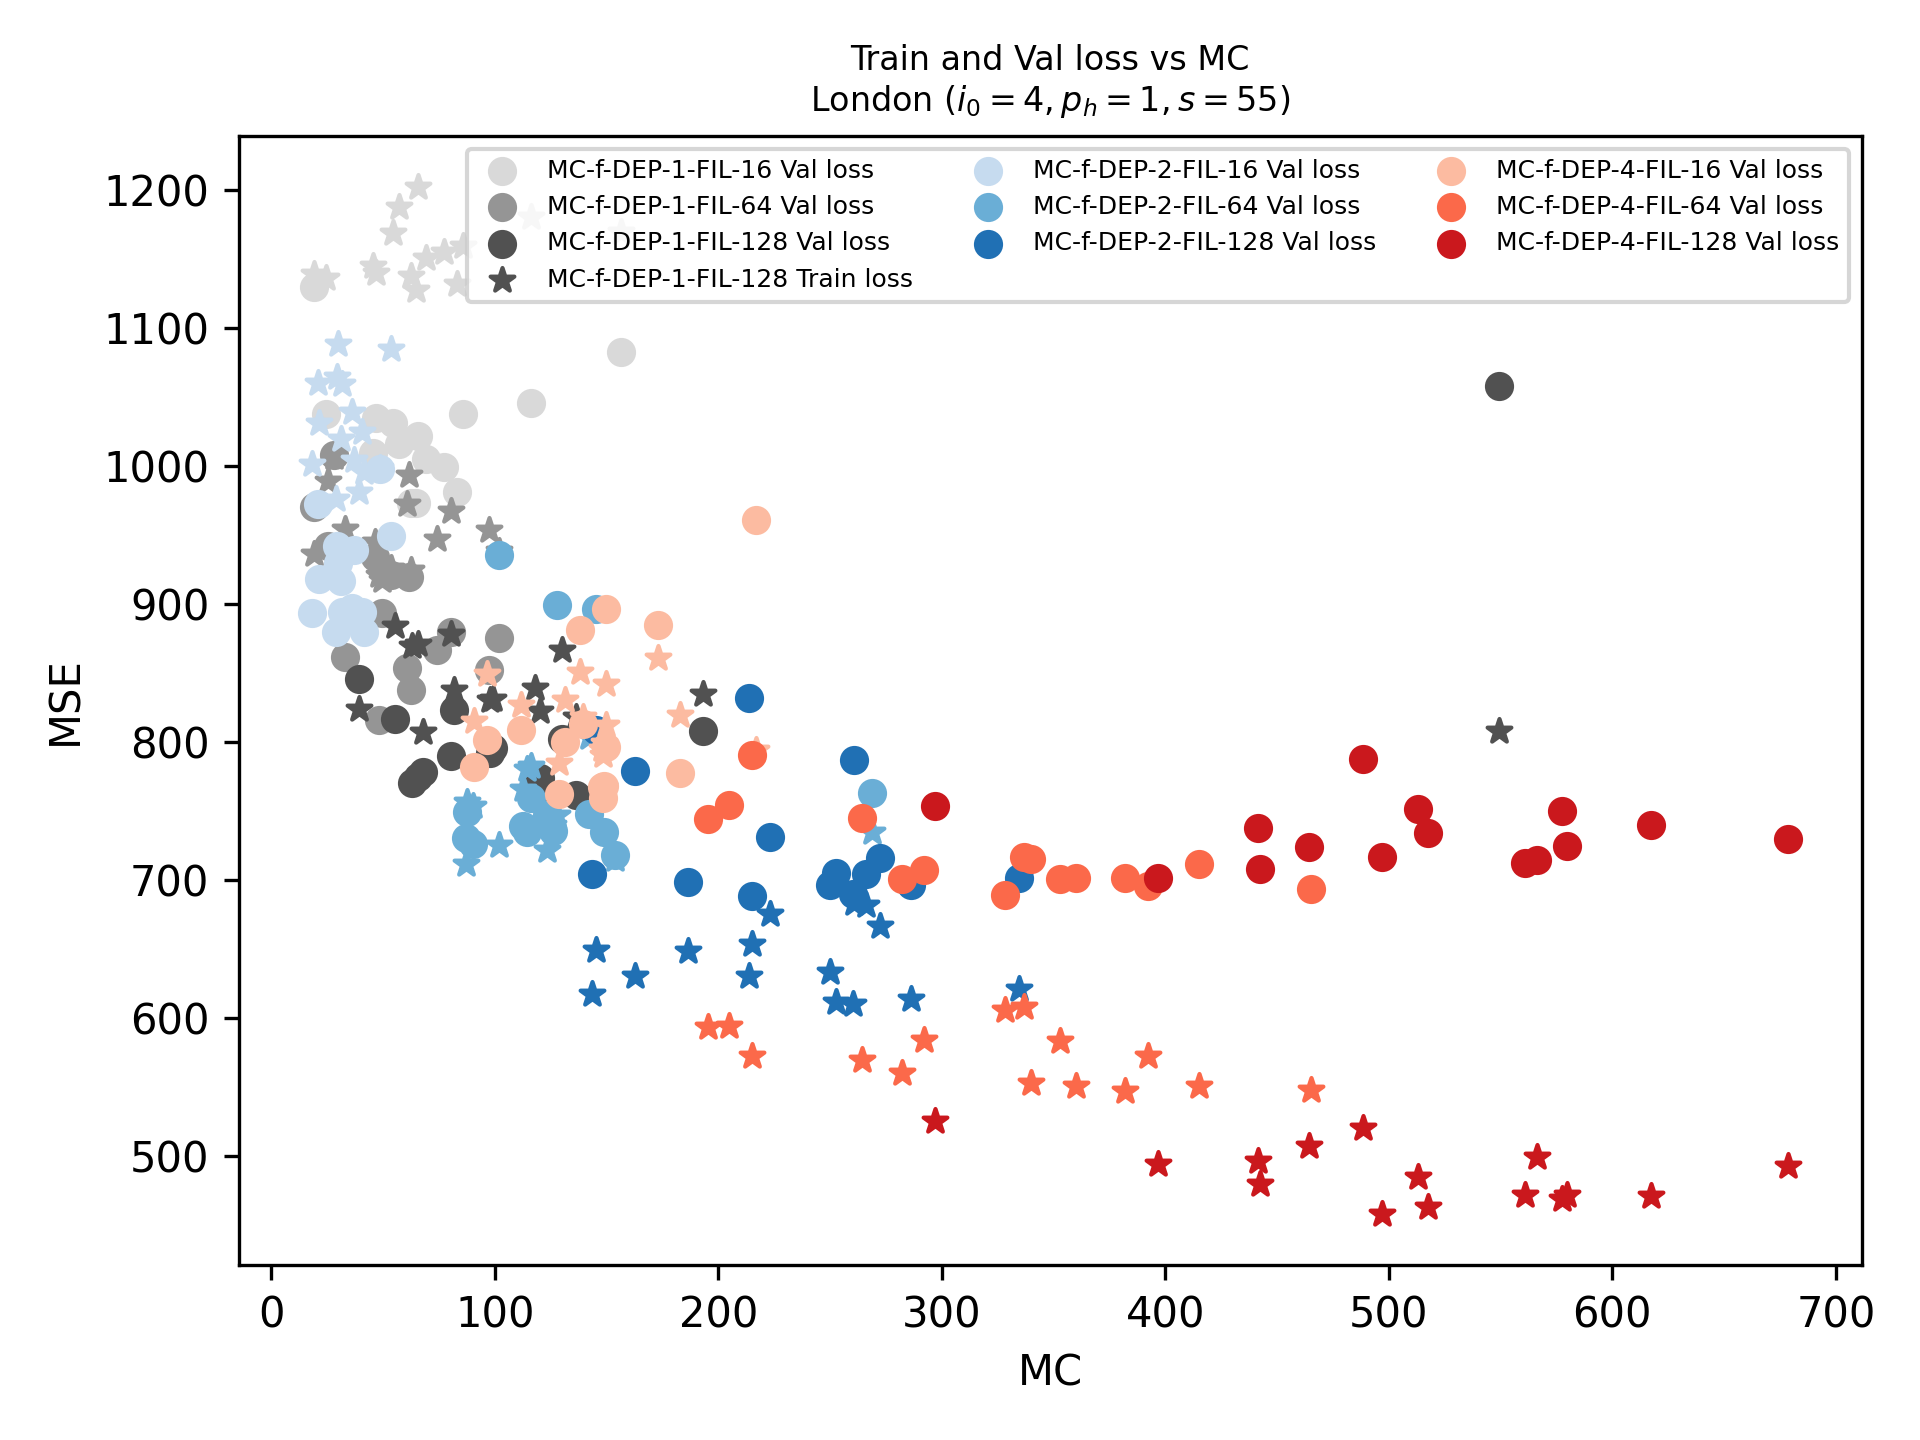 Train and Val loss vs MC
London (i₀ = 4, pₕ = 1, s = 55)
MC-f-DEP-1-FIL-16 Val loss
MC-f-DEP-1-FIL-64 Val loss
MC-f-DEP-1-FIL-128 Val loss
MC-f-DEP-1-FIL-128 Train loss
MC-f-DEP-2-FIL-16 Val loss
MC-f-DEP-2-FIL-64 Val loss
MC-f-DEP-2-FIL-128 Val loss
MC-f-DEP-4-FIL-16 Val loss
MC-f-DEP-4-FIL-64 Val loss
MC-f-DEP-4-FIL-128 Val loss
MSE
1200
1100
1000
900
800
700
600
500
0 100 200 300 400 500 600 700
MC